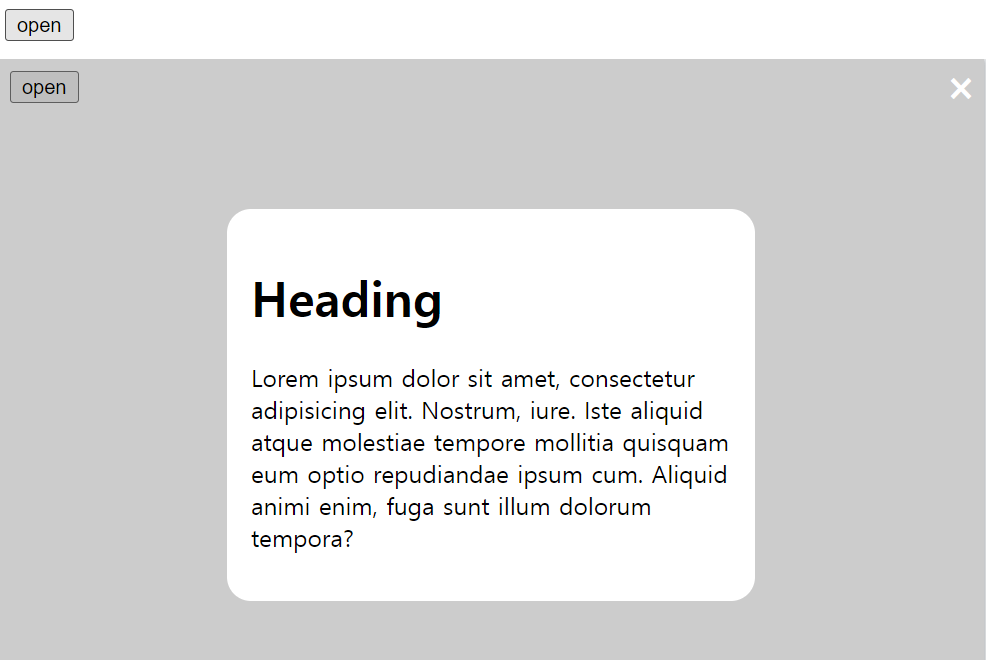 open
open
×
Heading
Lorem ipsum dolor sit amet, consectetur
adipisicing elit. Nostrum, iure. Iste aliquid
atque molestiae tempore mollitia quisquam
eum optio repudiandae ipsum cum. Aliquid
animi enim, fuga sunt illum dolorum
tempora?